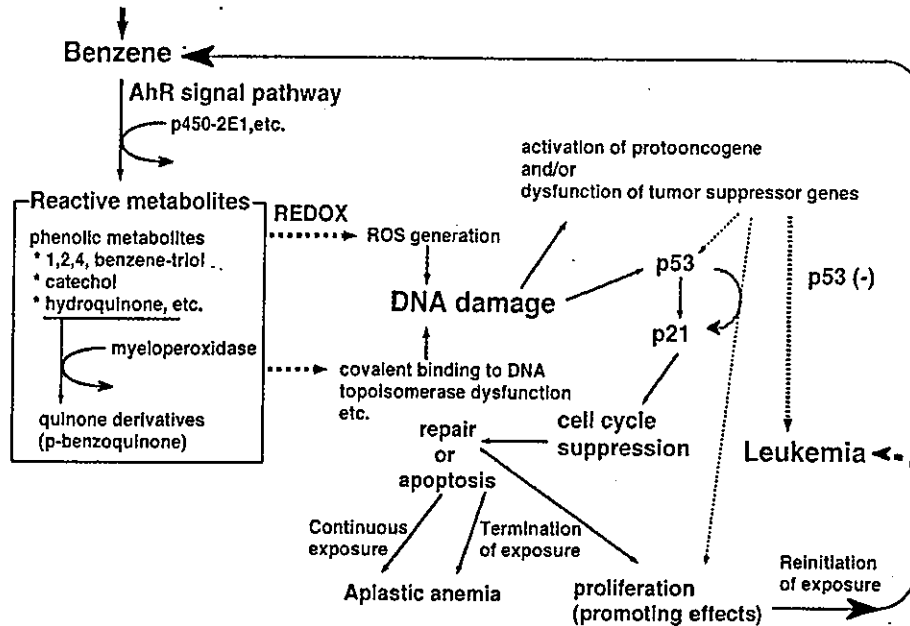 Benzene
AhR signal pathway
p450-2E1,etc.
Reactive metabolites
phenolic metabolites
* 1,2,4, benzene-triol
* catechol
* hydroquinone, etc.
myeloperoxidase
quinone derivatives
(p-benzoquinone)
REDOX
ROS generation
DNA damage
covalent binding to DNA
topoisomerase dysfunction
etc.
activation of protooncogene
and/or
dysfunction of tumor suppressor genes
p53
p21
p53 (-)
cell cycle
suppression
repair
or
apoptosis
Leukemia
Continuous
exposure
Termination
of exposure
Aplastic anemia
proliferation
(promoting effects)
Reinitiation
of exposure